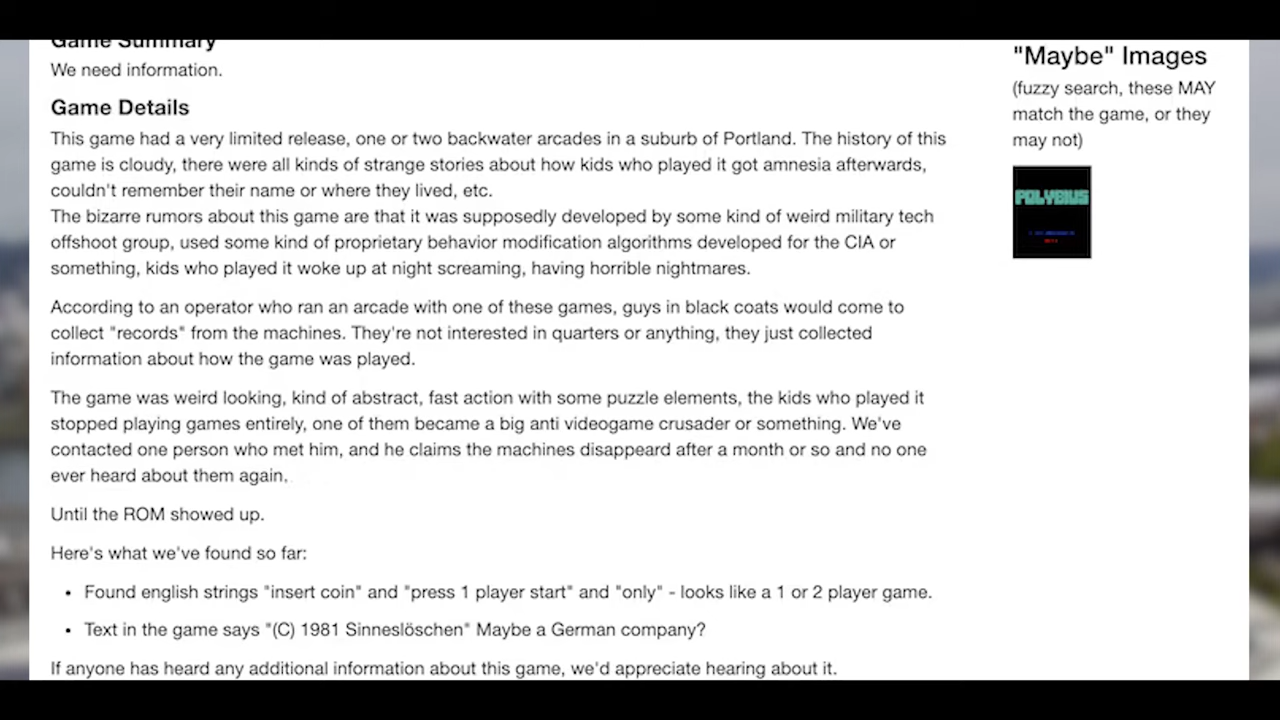 Game Summary
We need information.
Game Details
This game had a very limited release, one or two backwater arcades in a suburb of Portland. The history of this
game is cloudy, there were all kinds of strange stories about how kids who played it got amnesia afterwards,
couldn't remember their name or where they lived, etc.
The bizarre rumors about this game are that it was supposedly developed by some kind of weird military tech
offshoot group, used some kind of proprietary behavior modification algorithms developed for the CIA or
something, kids who played it woke up at night screaming, having horrible nightmares.
According to an operator who ran an arcade with one of these games, guys in black coats would come to
collect "records" from the machines. They're not interested in quarters or anything, they just collected
information about how the game was played.
The game was weird looking, kind of abstract, fast action with some puzzle elements, the kids who played it
stopped playing games entirely, one of them became a big anti videogame crusader or something. We've
contacted one person who met him, and he claims the machines disappeard after a month or so and no one
ever heard about them again.
Until the ROM showed up.
Here's what we've found so far:
• Found english strings "insert coin" and "press 1 player start" and "only" - looks like a 1 or 2 player game.
• Text in the game says "(C) 1981 Sinneslöschen" Maybe a German company?
If anyone has heard any additional information about this game, we'd appreciate hearing about it.
"Maybe" Images
(fuzzy search, these MAY
match the game, or they
may not)
POLYBIUS